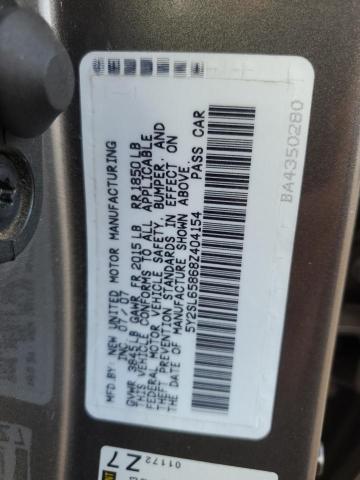 MFD BY: NEW UNITED MOTOR MANUFACTURING
INC 07/07
GVWR 3845LB GAWR FR 2015 LB RR 1850 LB
THIS VEHICLE CONFORMS TO ALL APPLICABLE
FEDERAL MOTOR VEHICLE SAFETY, BUMPER, AND
THEFT PREVENTION STANDARDS IN EFFECT ON
THE DATE OF MANUFACTURE SHOWN ABOVE.
5Y2SL65868Z404154 PASS CAR
BA4350280
01172
Z7